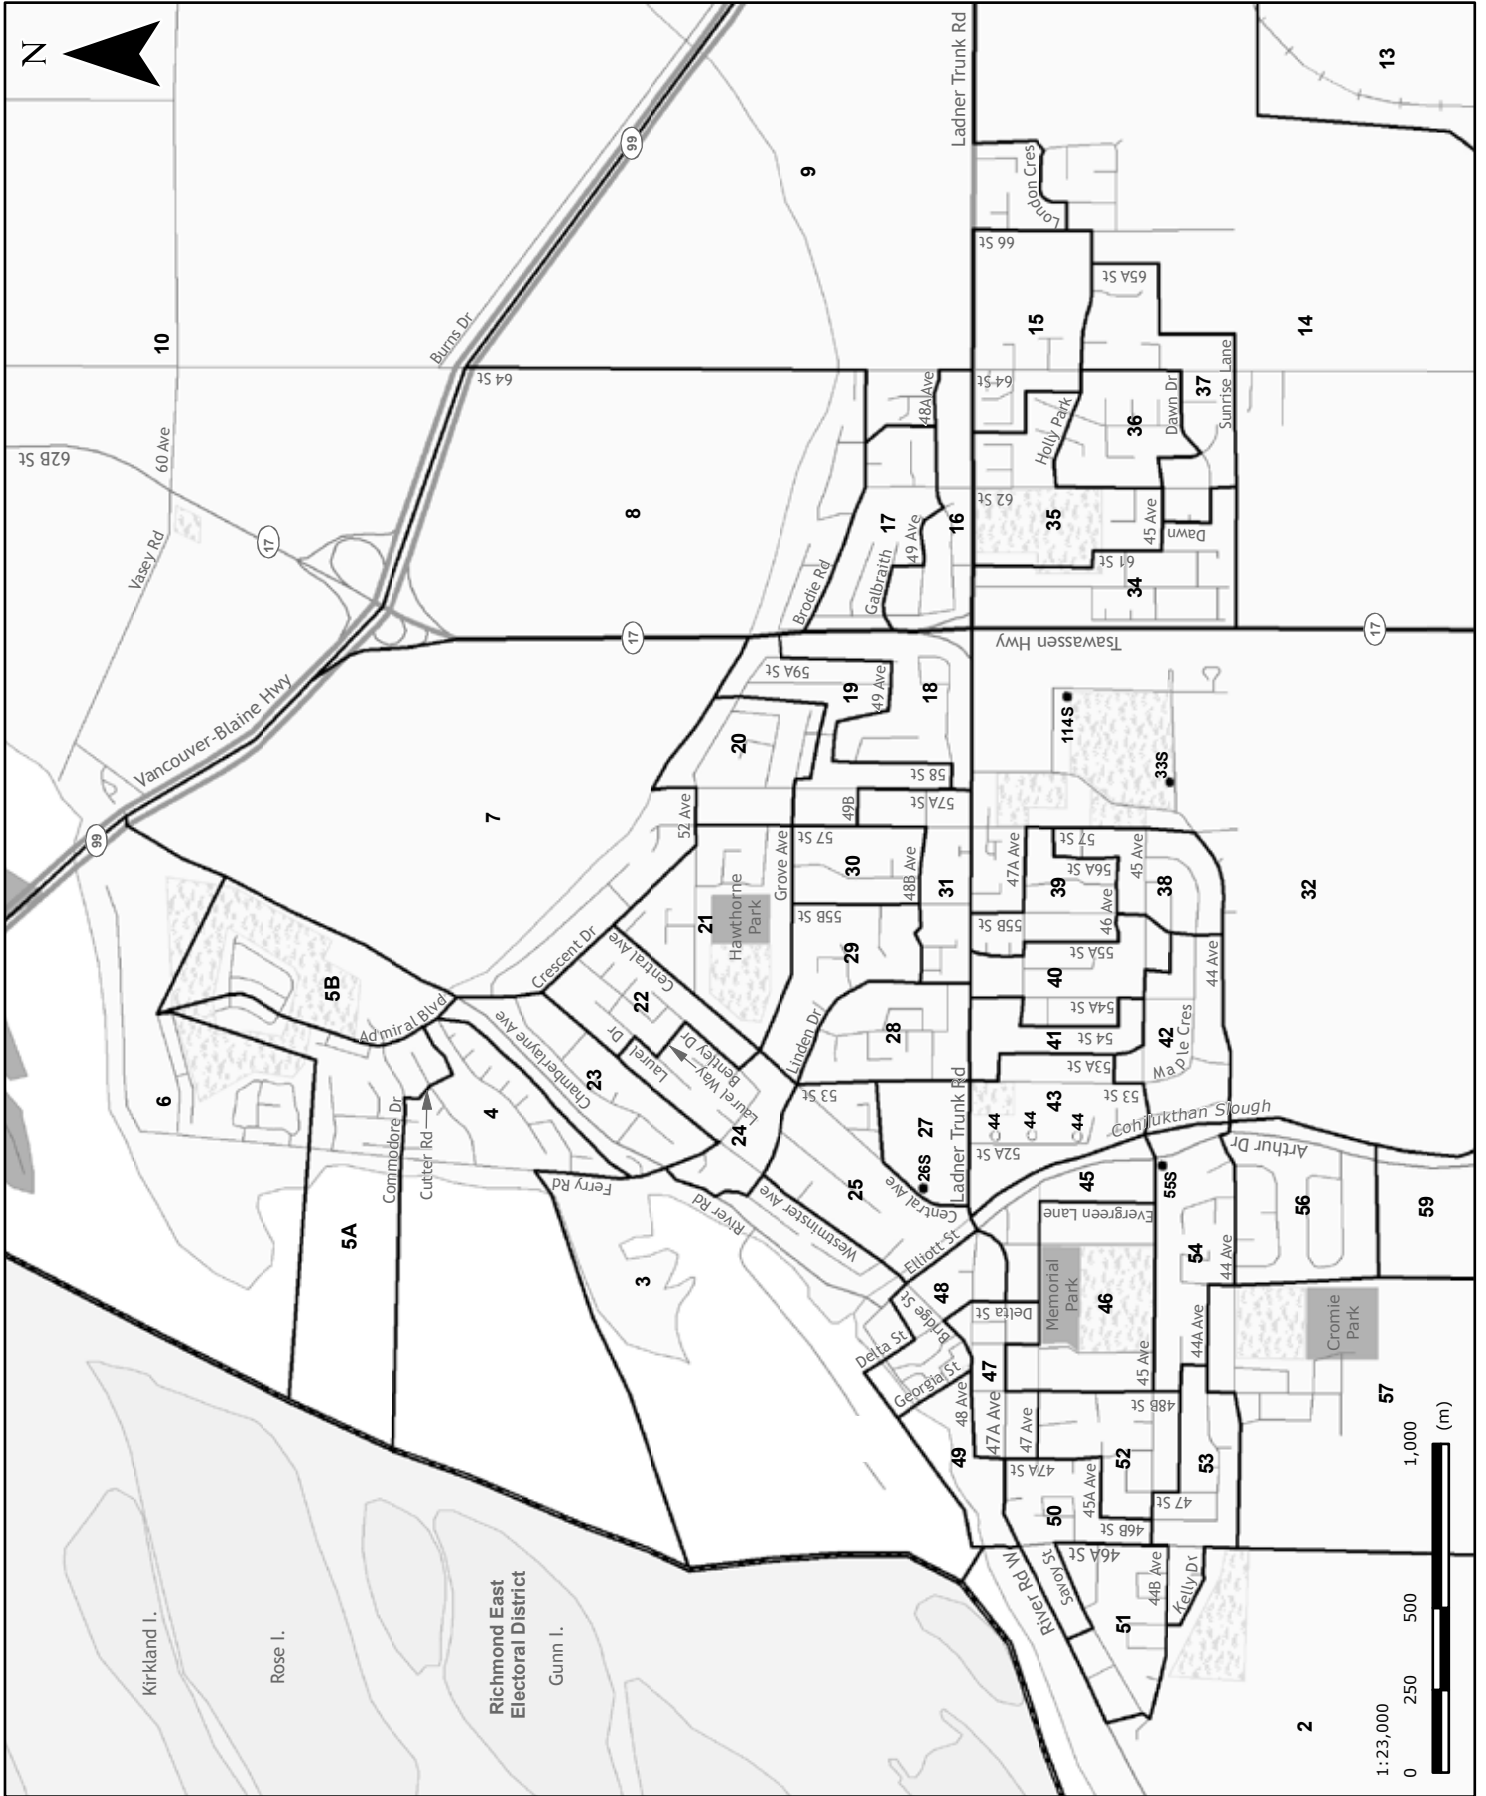 N
10
13
9
14
62B St
60 Ave
Vasey Rd
17
Burns Dr
99
64 St
Ladner Trunk Rd
London Cres
66 St
65A St
15
64 St
48A Ave
Holly Park
36
Dawn Dr
37
Sunrise Lane
8
17
49 Ave
Galbraith
16
62 St
35
45 Ave
Dawn
61 St
34
Brodie Rd
17
Tsawassen Hwy
17
Vancouver-Blaine Hwy
99
7
59A St
19
49 Ave
18
20
58 St
57A St
49B
52 Ave
57 St
Grove Ave
30
48B Ave
31
55B St
29
21
Hawthorne
Park
114S
33S
32
47A Ave
57 St
56A St
39
45 Ave
38
46 Ave
55B St
55A St
40
54A St
54 St
41
53A St
42
Maple Cres
44 Ave
53 St
43
44
44
44
52A St
Cohilukthan Slough
Arthur Dr
5B
Admiral Blvd
6
Crescent Dr
Central Ave
22
Laurel Dr
Laurel Way
Bentley Dr
Laurel Way
Chamberlayne Ave
23
24
Linden Dr
28
53 St
27
26S
Ladner Trunk Rd
25
Central Ave
Westminster Ave
River Rd
Ferry Rd
4
Commodore Dr
Cutter Rd
5A
3
Elliott St
48
Bridge St
Delta St
Delta St
Georgia St
45
55S
Evergreen Lane
54
44 Ave
56
59
Memorial
Park
46
Cromie
Park
44A Ave
45 Ave
47
48 Ave
47A Ave
47 Ave
48B St
49
47A St
52
53
57
45A Ave
47 St
50
46B St
46A St
River Rd W
Savoy St
44B Ave
Kelly Dr
51
2
Kirkland I.
Rose I.
Richmond East
Electoral District
Gunn I.
1:23,000
0
250
500
1,000
(m)